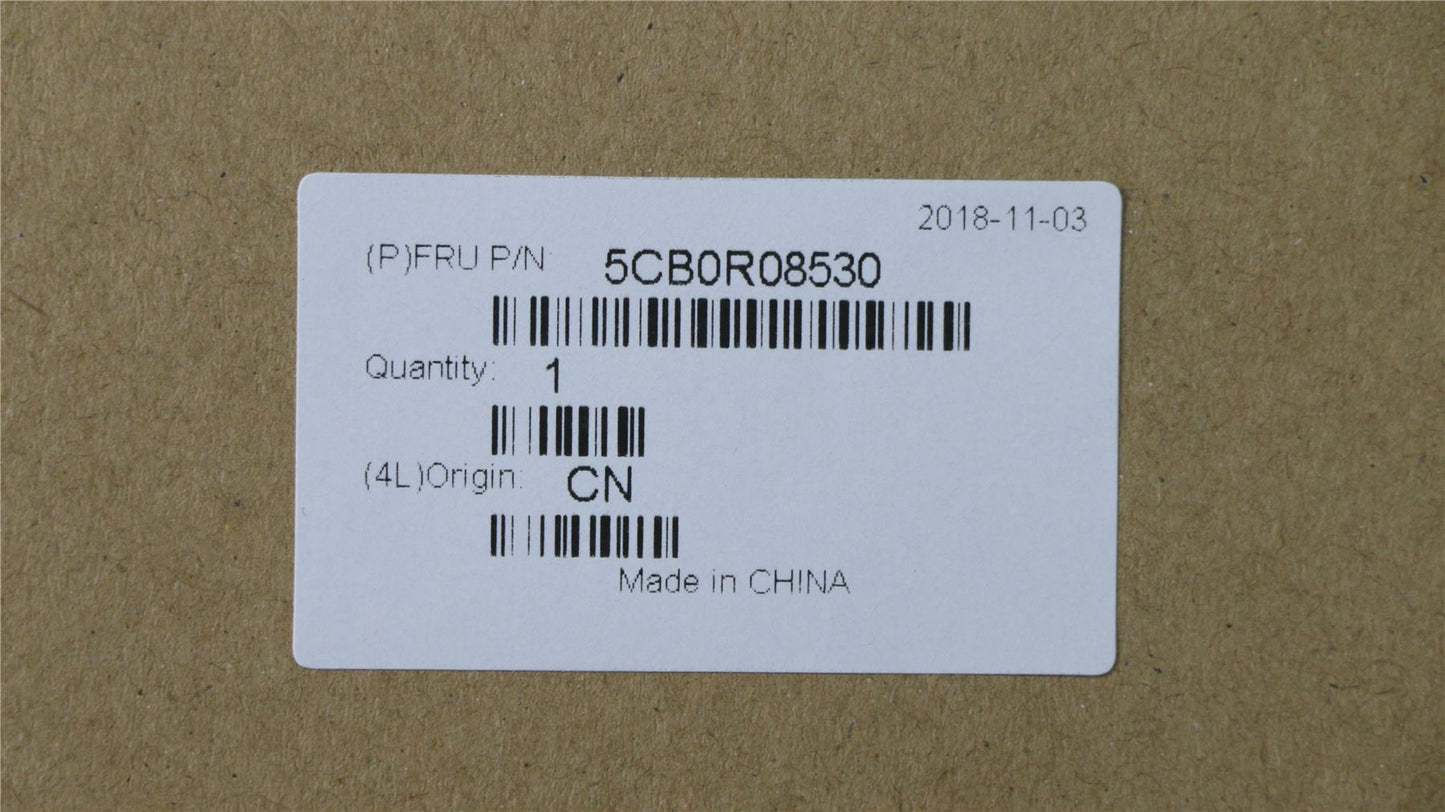 2018-11-03
(P)FRU P/N: 5CB0R08530
Quantity: 1
(4L)Origin: CN
Made in CHINA